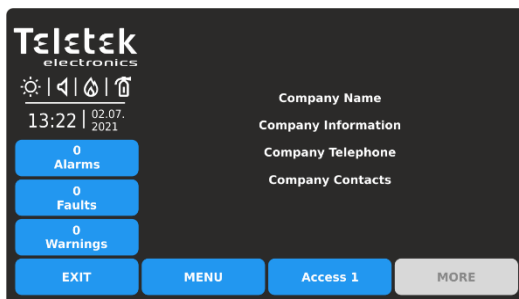 Teletek
electronics
13:22 | 02.07.
2021
0
Alarms
0
Faults
0
Warnings
Company Name
Company Information
Company Telephone
Company Contacts
EXIT
MENU
Access 1
MORE